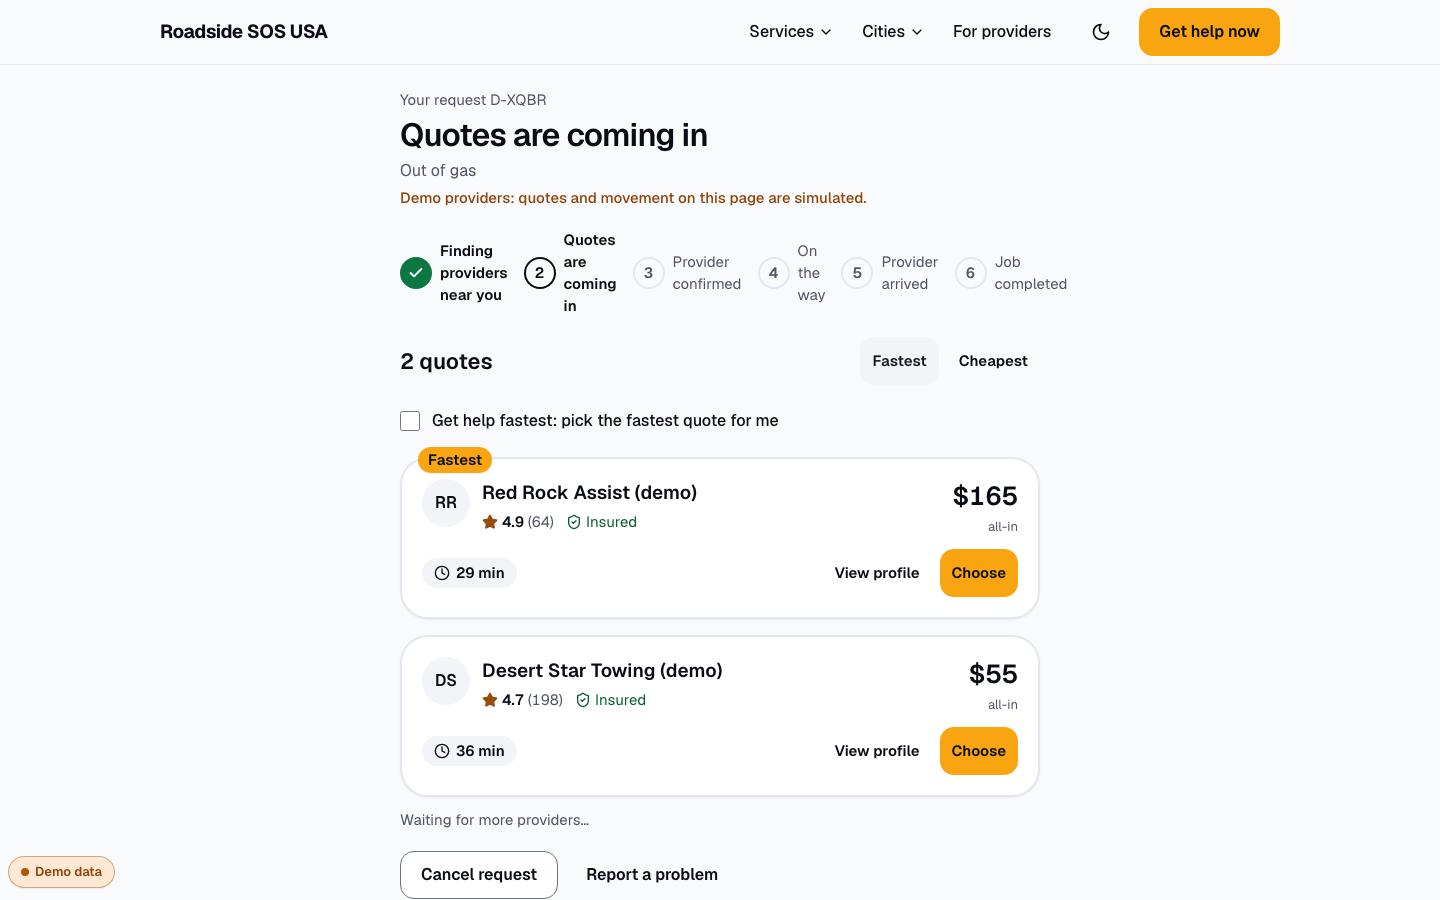 Roadside SOS USA
Services
Cities
For providers
Get help now
Your request D-XQBR
Quotes are coming in
Out of gas
Demo providers: quotes and movement on this page are simulated.
Finding
providers
near you
2
Quotes
are
coming
in
3
Provider
confirmed
4
On
the
way
5
Provider
arrived
6
Job
completed
2 quotes
Fastest
Cheapest
Get help fastest: pick the fastest quote for me
Fastest
RR
Red Rock Assist (demo)
4.9 (64)
Insured
$165
all-in
29 min
View profile
Choose
DS
Desert Star Towing (demo)
4.7 (198)
Insured
$55
all-in
36 min
View profile
Choose
Waiting for more providers…
Cancel request
Report a problem
Demo data